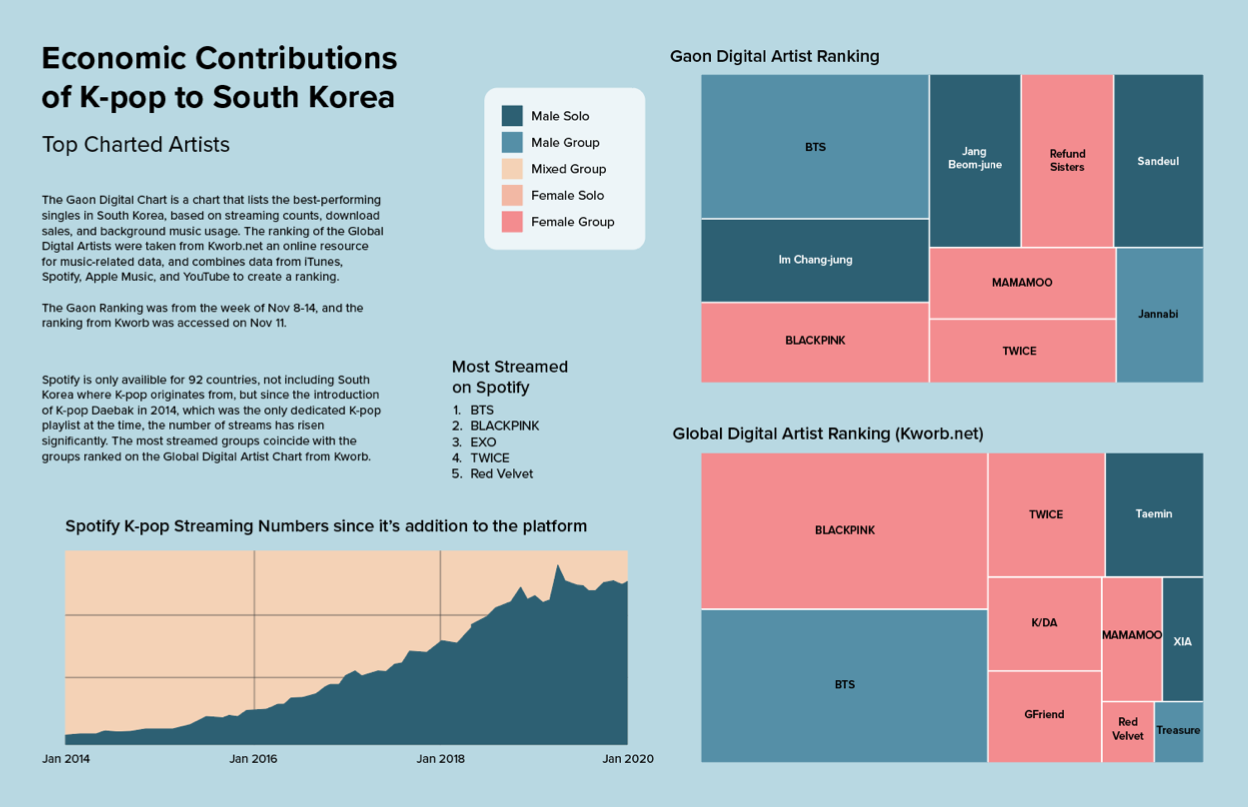 Economic Contributions
of K-pop to South Korea
Top Charted Artists
The Gaon Digital Chart is a chart that lists the best-performing
singles in South Korea, based on streaming counts, download
sales, and background music usage. The ranking of the Global
Digtal Artists were taken from Kworb.net an online resource
for music-related data, and combines data from iTunes,
Spotify, Apple Music, and YouTube to create a ranking.
The Gaon Ranking was from the week of Nov 8-14, and the
ranking from Kworb was accessed on Nov 11.
Spotify is only availible for 92 countries, not including South
Korea where K-pop originates from, but since the introduction
of K-pop Daebak in 2014, which was the only dedicated K-pop
playlist at the time, the number of streams has risen
significantly. The most streamed groups coincide with the
groups ranked on the Global Digital Artist Chart from Kworb.
Male Solo
Male Group
Mixed Group
Female Solo
Female Group
Most Streamed
on Spotify
1. BTS
2. BLACKPINK
3. EXO
4. TWICE
5. Red Velvet
Spotify K-pop Streaming Numbers since it's addition to the platform
Jan 2014
Jan 2016
Jan 2018
Jan 2020
Gaon Digital Artist Ranking
BTS
Jang
Beom-june
Refund
Sisters
Sandeul
Im Chang-jung
MAMAMOO
Jannabi
BLACKPINK
TWICE
Global Digital Artist Ranking (Kworb.net)
BLACKPINK
TWICE
Taemin
K/DA
MAMAMOO
XIA
BTS
GFriend
Red
Velvet
Treasure